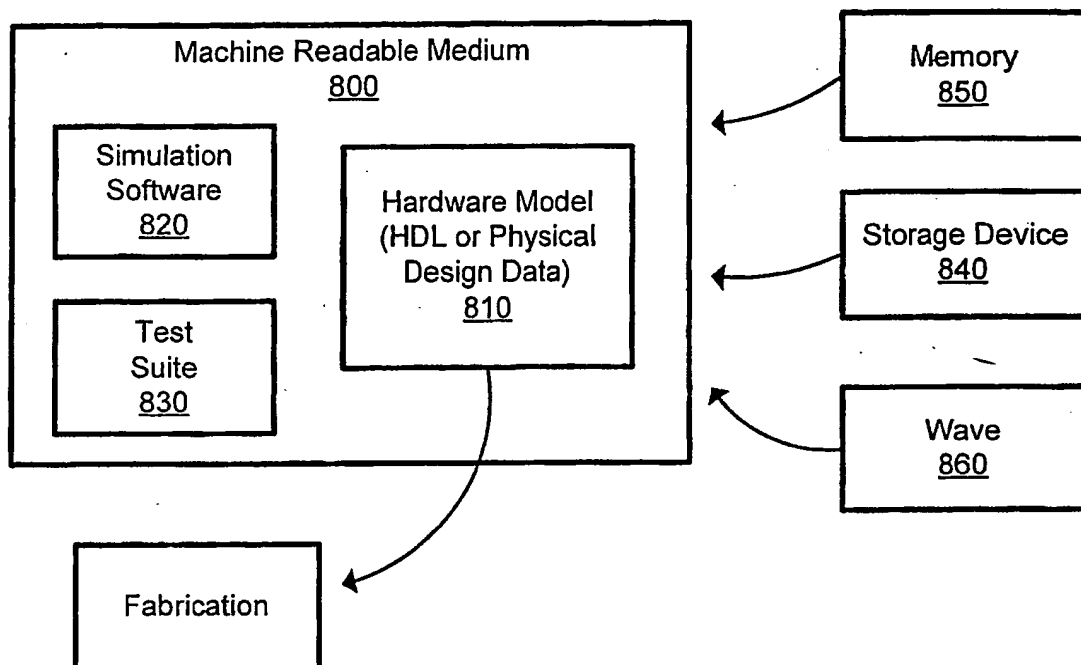 Machine Readable Medium
800
Simulation
Software
820
Test
Suite
830
Hardware Model
(HDL or Physical
Design Data)
810
Memory
850
Storage Device
840
Wave
860
Fabrication